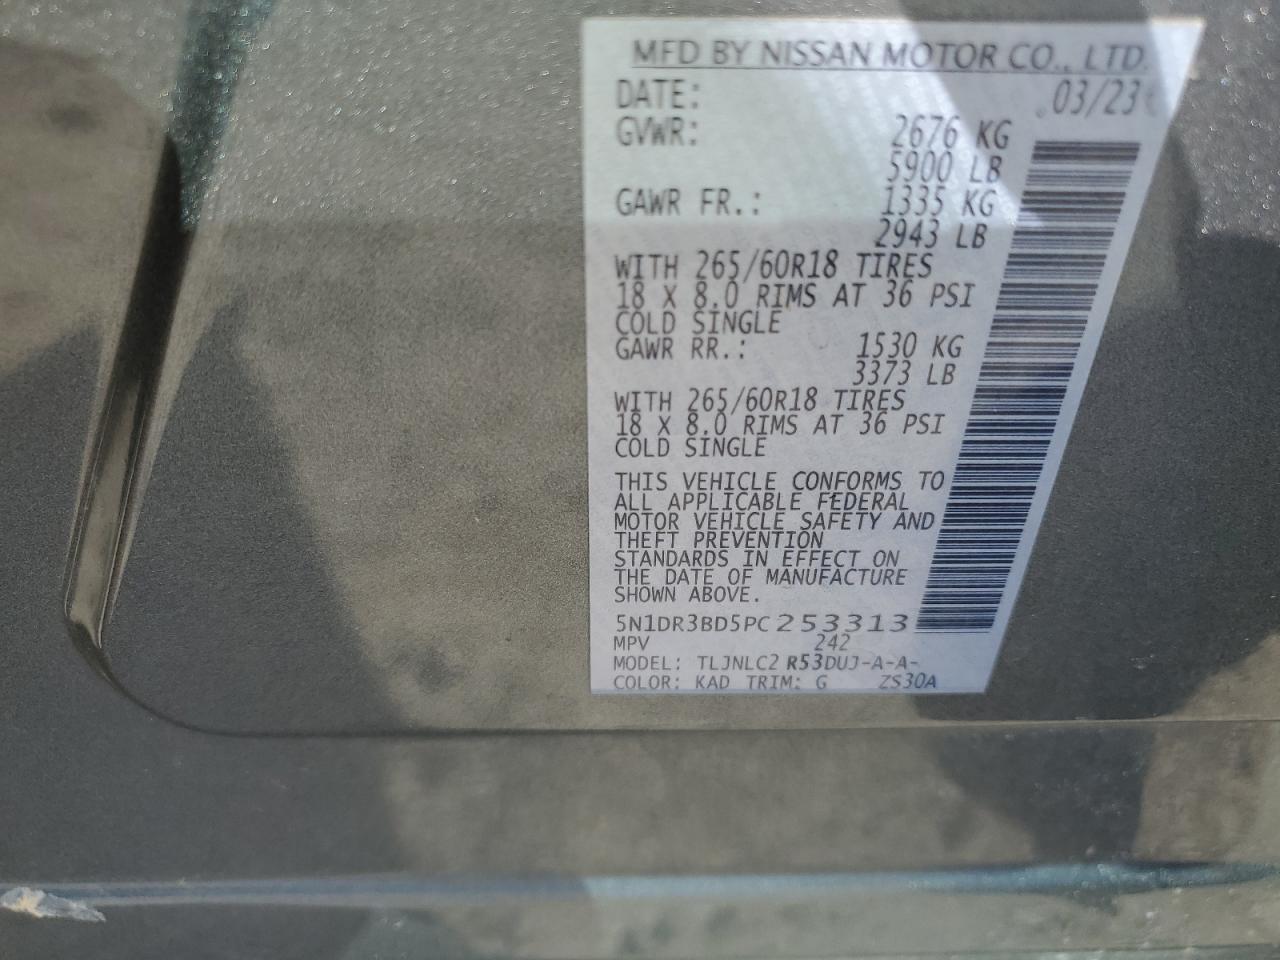 MFD BY NISSAN MOTOR CO., LTD.
DATE: 03/23
GVWR: 2676 KG
5900 LB
GAWR FR.: 1335 KG
2943 LB
WITH 265/60R18 TIRES
18 X 8.0 RIMS AT 36 PSI
COLD SINGLE
GAWR RR.: 1530 KG
3373 LB
WITH 265/60R18 TIRES
18 X 8.0 RIMS AT 36 PSI
COLD SINGLE
THIS VEHICLE CONFORMS TO
ALL APPLICABLE FEDERAL
MOTOR VEHICLE SAFETY AND
THEFT PREVENTION
STANDARDS IN EFFECT ON
THE DATE OF MANUFACTURE
SHOWN ABOVE.
5N1DR3BD5PC253313
MPV 242
MODEL: TLJNLC2 R53DUJ-A-A-
COLOR: KAD TRIM: G ZS30A